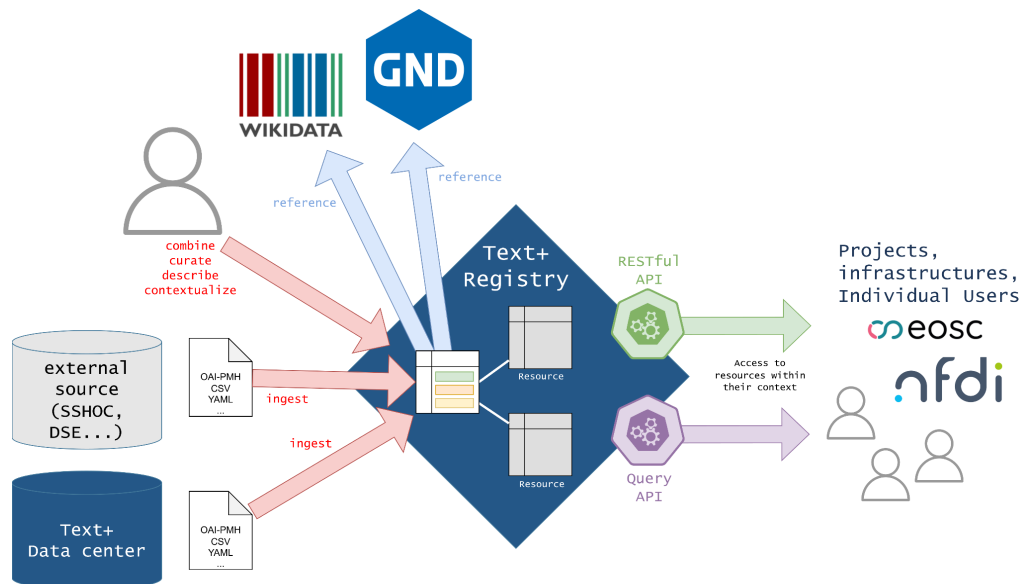 GND
WIKIDATA
reference
reference
combine
curate
describe
contextualize
Text+
Registry
RESTful
API
Projects,
infrastructures,
Individual Users
eosc
nfdi
external
source
(SSHOC,
DSE...)
OAI-PMH
CSV
YAML
...
ingest
Resource
Access to
resources within
their context
ingest
Resource
Query
API
Text+
Data center
OAI-PMH
CSV
YAML
...